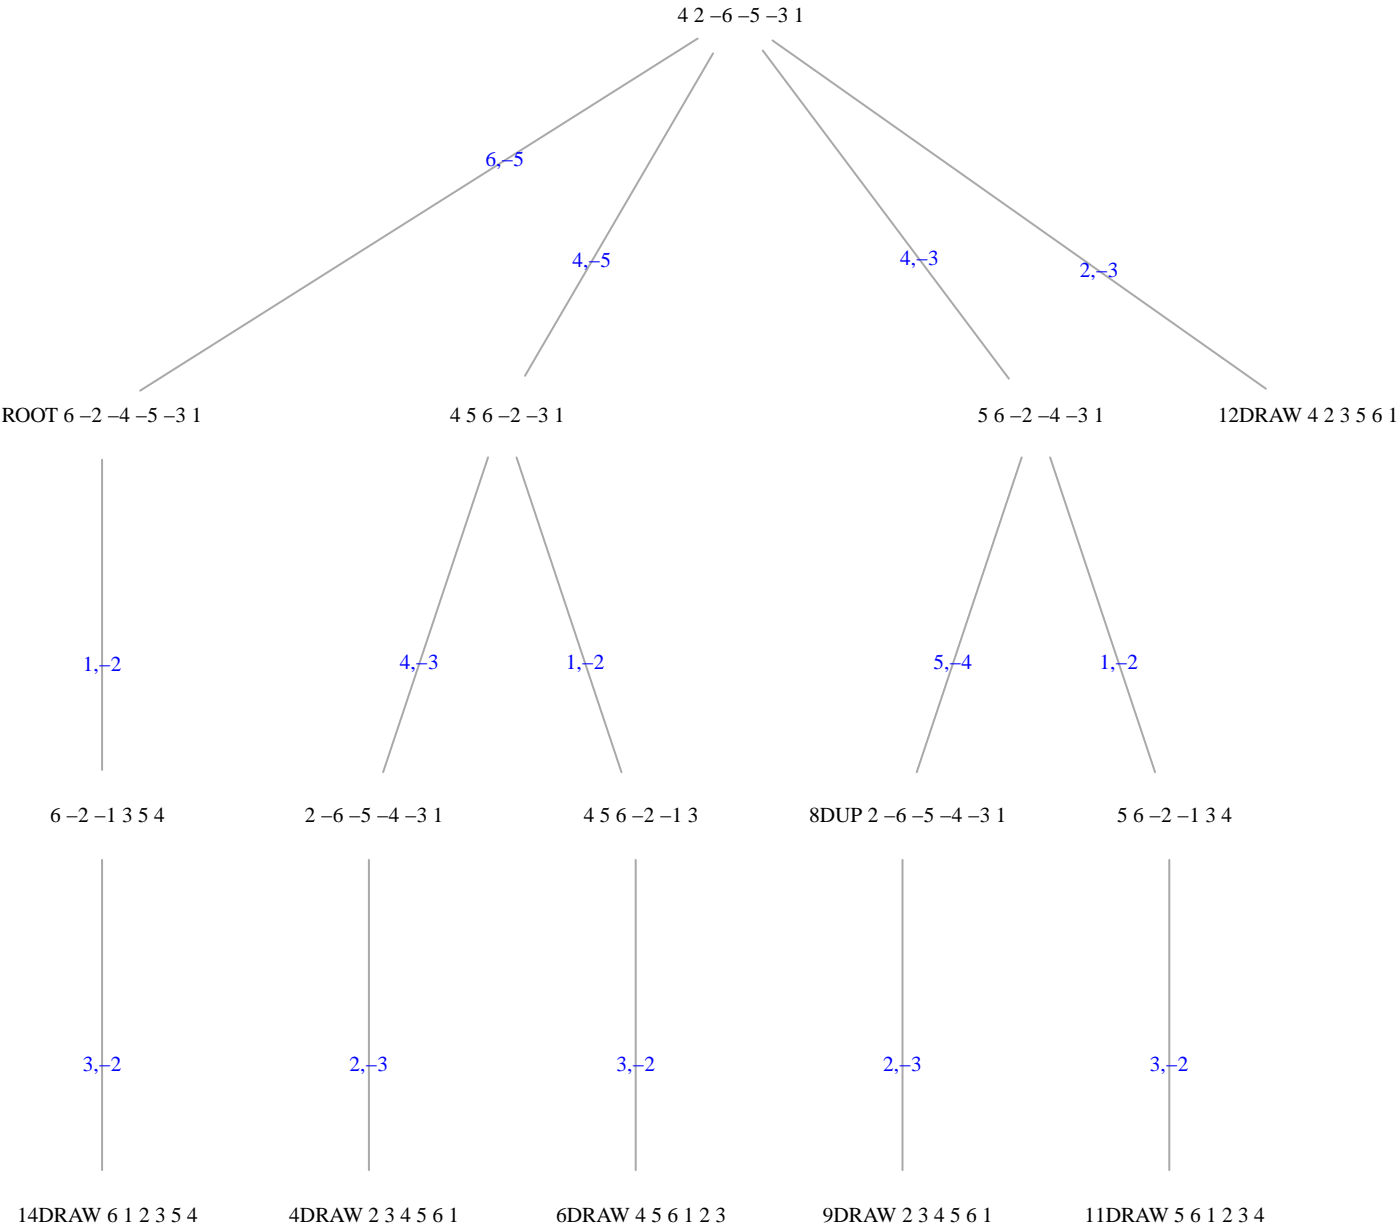 4 2 –6 –5 –3 1
6,–5
4,–5
4,–3
2,–3
ROOT 6 –2 –4 –5 –3 1
4 5 6 –2 –3 1
5 6 –2 –4 –3 1
12DRAW 4 2 3 5 6 1
1,–2
4,–3
1,–2
5,–4
1,–2
6 –2 –1 3 5 4
2 –6 –5 –4 –3 1
4 5 6 –2 –1 3
8DUP 2 –6 –5 –4 –3 1
5 6 –2 –1 3 4
3,–2
2,–3
3,–2
2,–3
3,–2
14DRAW 6 1 2 3 5 4
4DRAW 2 3 4 5 6 1
6DRAW 4 5 6 1 2 3
9DRAW 2 3 4 5 6 1
11DRAW 5 6 1 2 3 4